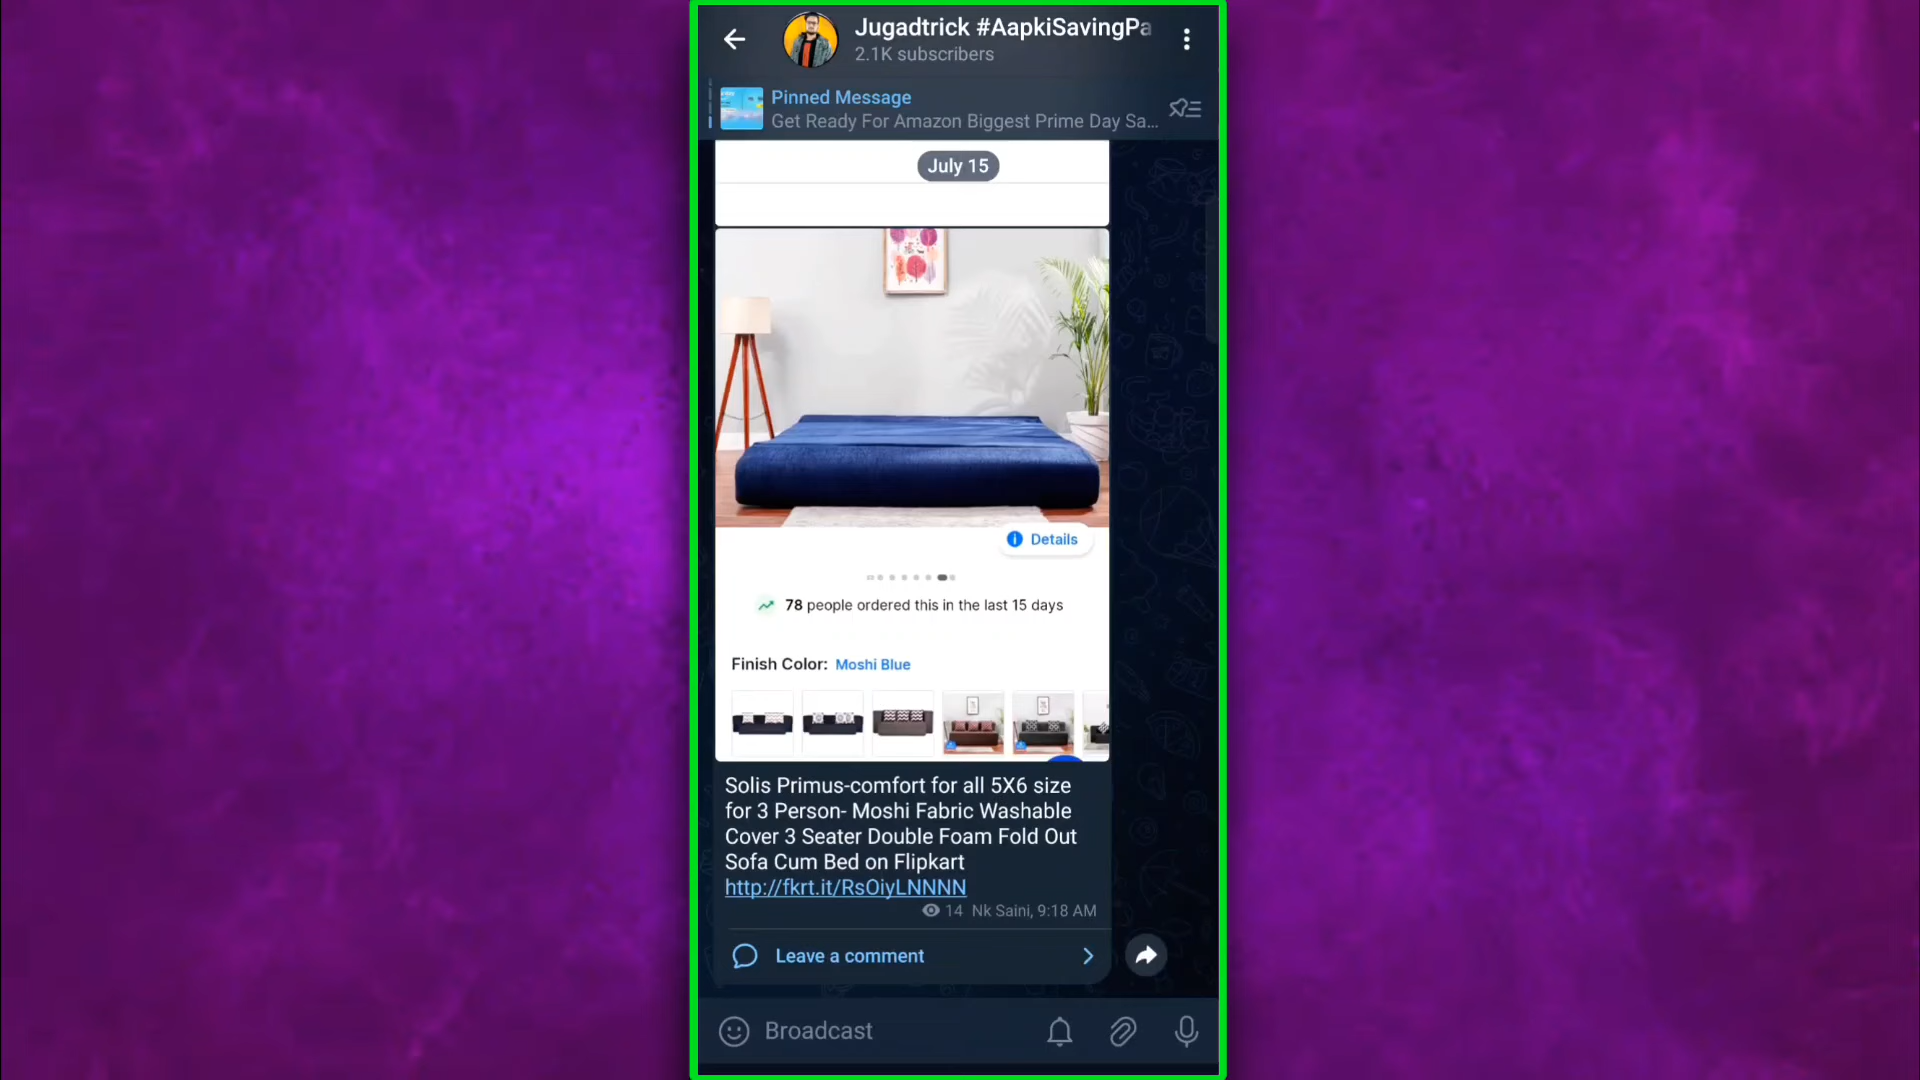 Jugadtrick #AapkiSavingPa
2.1K subscribers
Pinned Message
Get Ready For Amazon Biggest Prime Day Sa...
July 15
Details
78 people ordered this in the last 15 days
Finish Color: Moshi Blue
Solis Primus-comfort for all 5X6 size
for 3 Person- Moshi Fabric Washable
Cover 3 Seater Double Foam Fold Out
Sofa Cum Bed on Flipkart
http://fkrt.it/RsOiyLNNNN
14 Nk Saini, 9:18 AM
Leave a comment
Broadcast